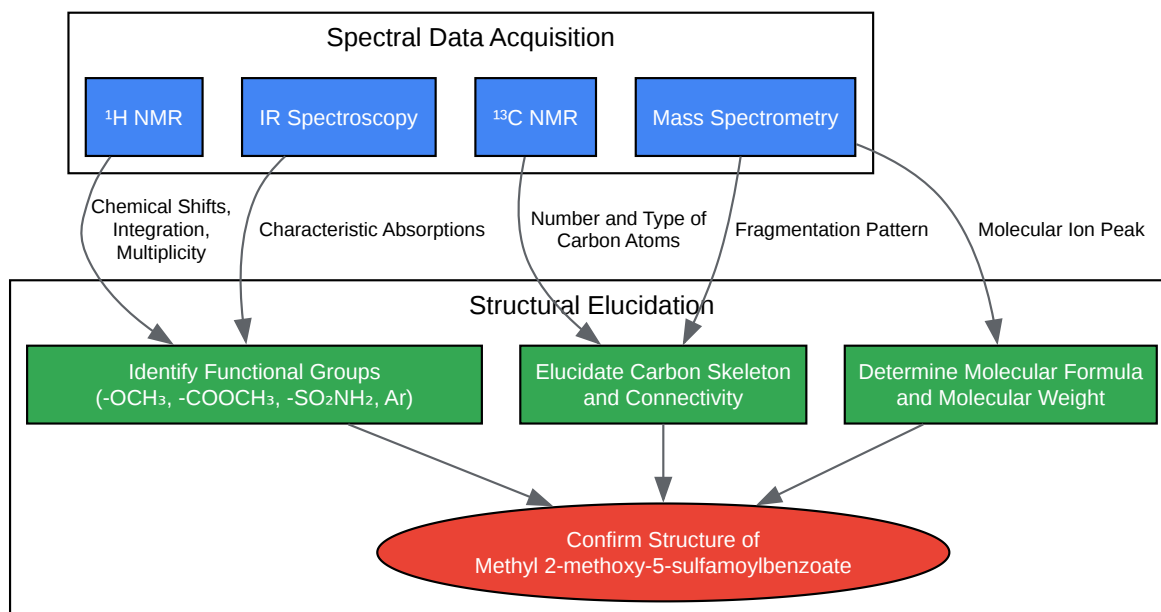 Spectral Data Acquisition
¹H NMR
IR Spectroscopy
¹³C NMR
Mass Spectrometry
Chemical Shifts,
Integration,
Multiplicity
Characteristic Absorptions
Number and Type of
Carbon Atoms
Fragmentation Pattern
Molecular Ion Peak
Structural Elucidation
Identify Functional Groups
(-OCH₃, -COOCH₃, -SO₂NH₂, Ar)
Elucidate Carbon Skeleton
and Connectivity
Determine Molecular Formula
and Molecular Weight
Confirm Structure of
Methyl 2-methoxy-5-sulfamoylbenzoate